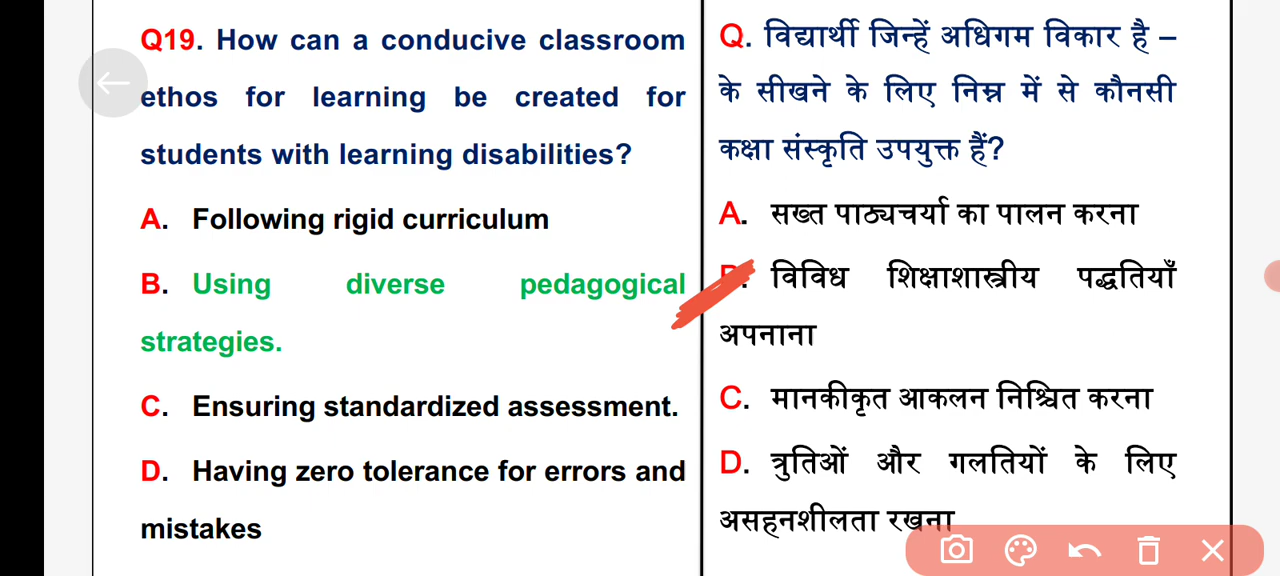 Q19. How can a conducive classroom
ethos for learning be created for
students with learning disabilities?
A. Following rigid curriculum
B. Using diverse pedagogical
strategies.
C. Ensuring standardized assessment.
D. Having zero tolerance for errors and
mistakes
Q. विद्यार्थी जिन्हें अधिगम विकार है –
के सीखने के लिए निम्न में से कौनसी
कक्षा संस्कृति उपयुक्त हैं?
A. सख्त पाठ्यचर्या का पालन करना
B. विविध शिक्षाशास्त्रीय पद्धतियाँ
अपनाना
C. मानकीकृत आकलन निश्चित करना
D. त्रुतिओं और गलतियों के लिए
असहनशीलता रखना